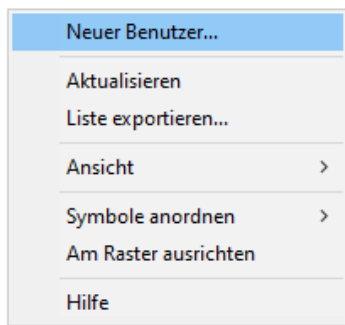 Neuer Benutzer...
Aktualisieren
Liste exportieren...
Ansicht
Symbole anordnen
Am Raster ausrichten
Hilfe